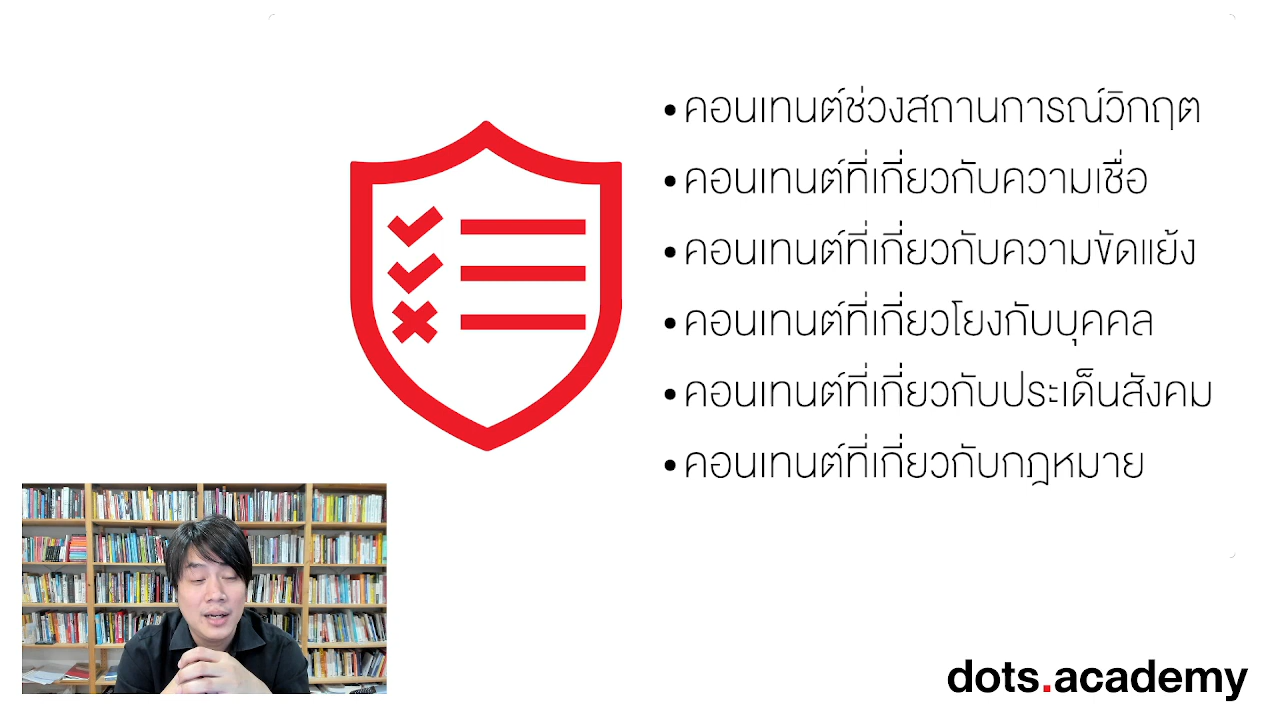 •คอนเทนต์ช่วงสถานการณ์วิกฤต
•คอนเทนต์ที่เกี่ยวกับความเชื่อ
•คอนเทนต์ที่เกี่ยวกับความขัดแย้ง
•คอนเทนต์ที่เกี่ยวโยงกับบุคคล
•คอนเทนต์ที่เกี่ยวกับประเด็นสังคม
•คอนเทนต์ที่เกี่ยวกับกฎหมาย
dots.academy